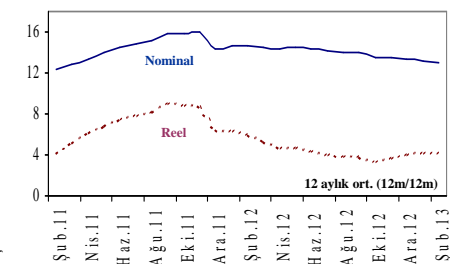 16
12
8
4
0
Nominal
Reel
12 aylık ort. (12m/12m)
Şub.11
Nis.11
Haz.11
Ağu.11
Eki.11
Ara.11
Şub.12
Nis.12
Haz.12
Ağu.12
Eki.12
Ara.12
Şub.13